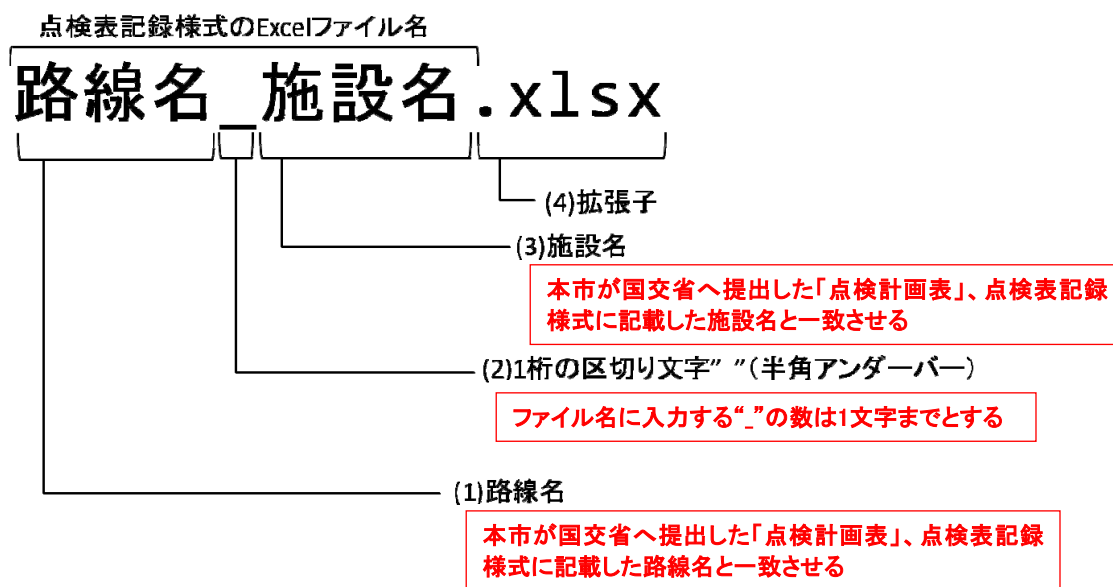 点検表記録様式のExcelファイル名
路線名_施設名.xlsx
(4)拡張子
(3)施設名
本市が国交省へ提出した「点検計画表」、点検表記録
様式に記載した施設名と一致させる
(2)1桁の区切り文字” ”(半角アンダーバー)
ファイル名に入力する“_”の数は1文字までとする
(1)路線名
本市が国交省へ提出した「点検計画表」、点検表記録
様式に記載した路線名と一致させる